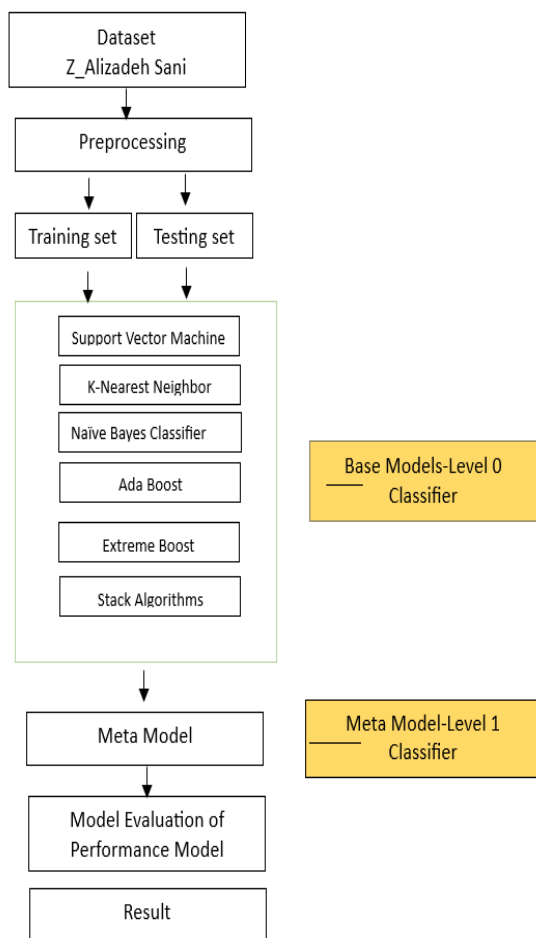 Dataset
Z_Alizadeh Sani
Preprocessing
Training set
Testing set
Support Vector Machine
K-Nearest Neighbor
Naïve Bayes Classifier
Ada Boost
Extreme Boost
Stack Algorithms
Base Models-Level 0
Classifier
Meta Model
Meta Model-Level 1
Classifier
Model Evaluation of
Performance Model
Result